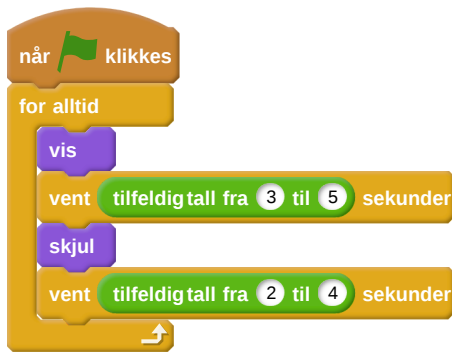 når klikkes
for alltid
vis
vent tilfeldig tall fra 3 til 5 sekunder
skjul
vent tilfeldig tall fra 2 til 4 sekunder